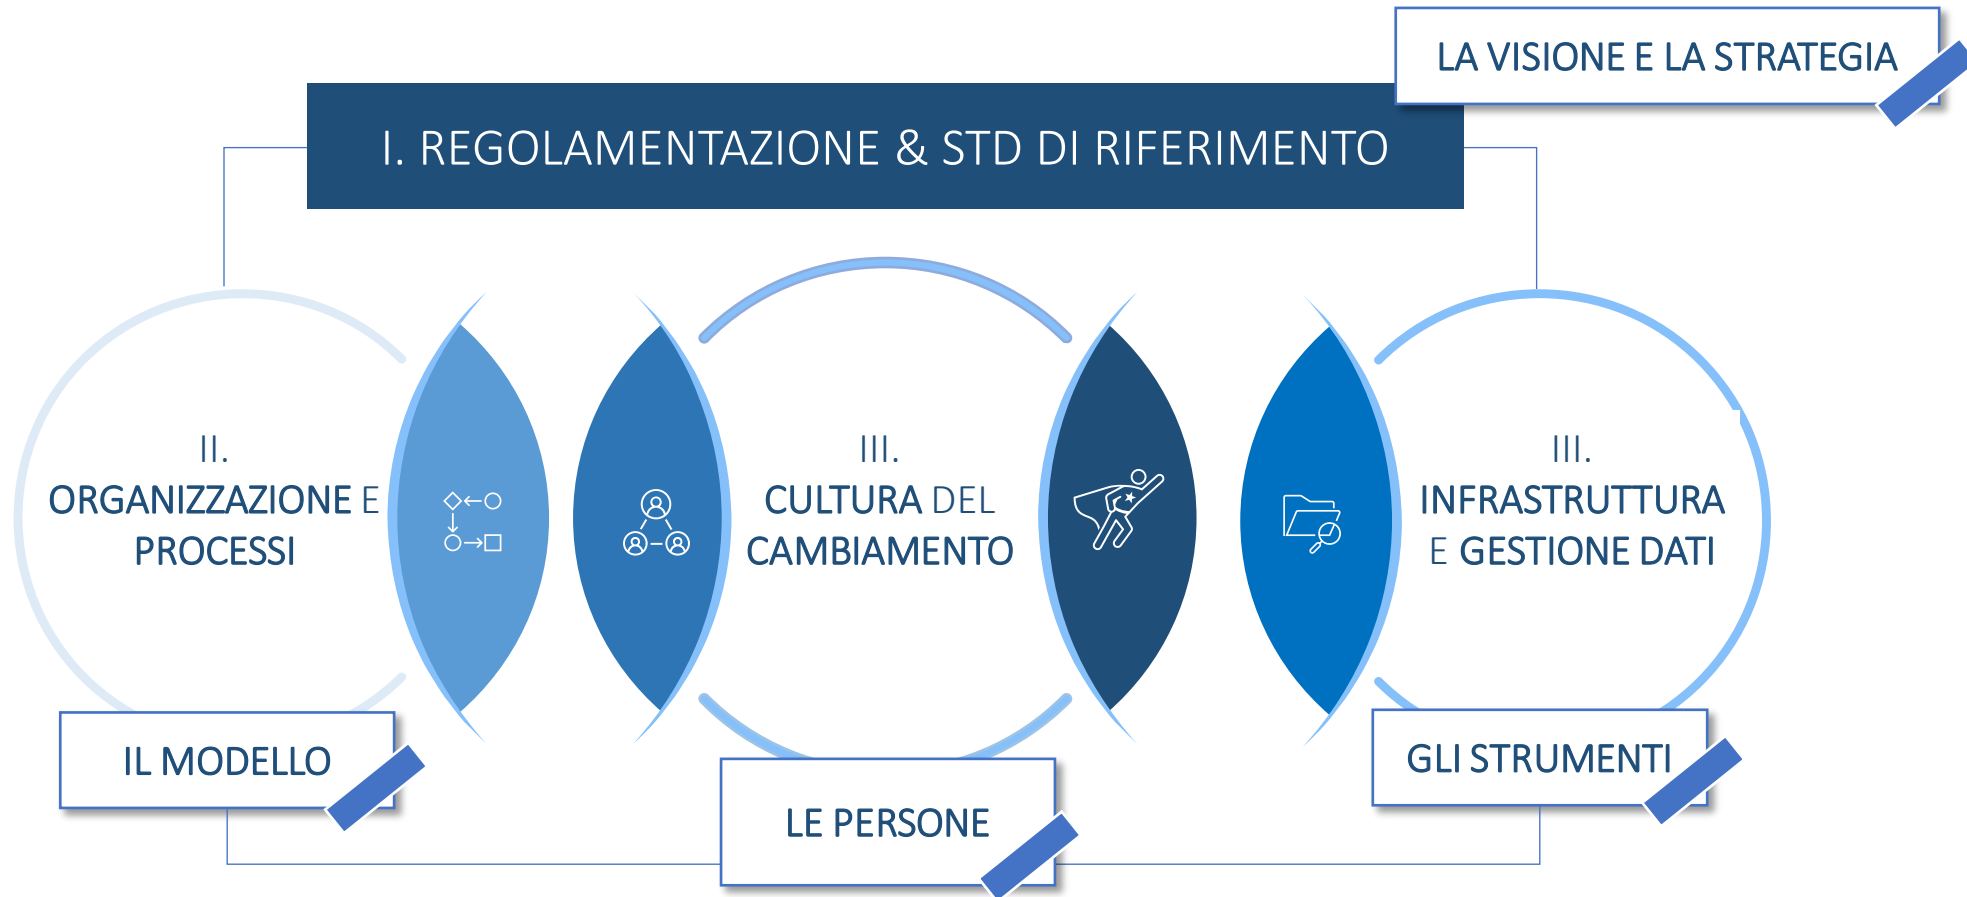 LA VISIONE E LA STRATEGIA
I. REGOLAMENTAZIONE & STD DI RIFERIMENTO
II.
ORGANIZZAZIONE E
PROCESSI
III.
CULTURA DEL
CAMBIAMENTO
III.
INFRASTRUTTURA
E GESTIONE DATI
IL MODELLO
LE PERSONE
GLI STRUMENTI